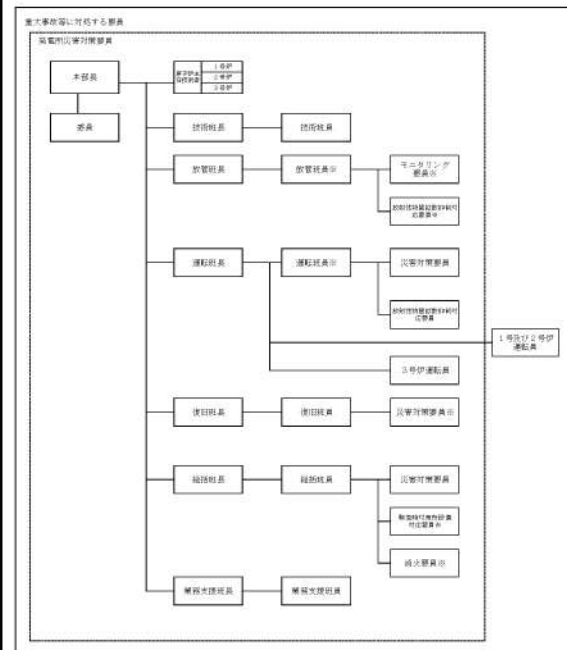 重大事故等に対処する要員
発電所災害対策要員
本部長
1号炉
2号炉
3号炉
委員
技術班長
技術班員
放管班長
放管班員※
モニタリング
要員※
運転班長
運転班員※
災害対策要員
1号及び2号炉
運転員
3号炉運転員
復旧班長
復旧班員
災害対策要員※
総括班長
総括班員
災害対策要員
消火要員※
業務支援班長
業務支援班員